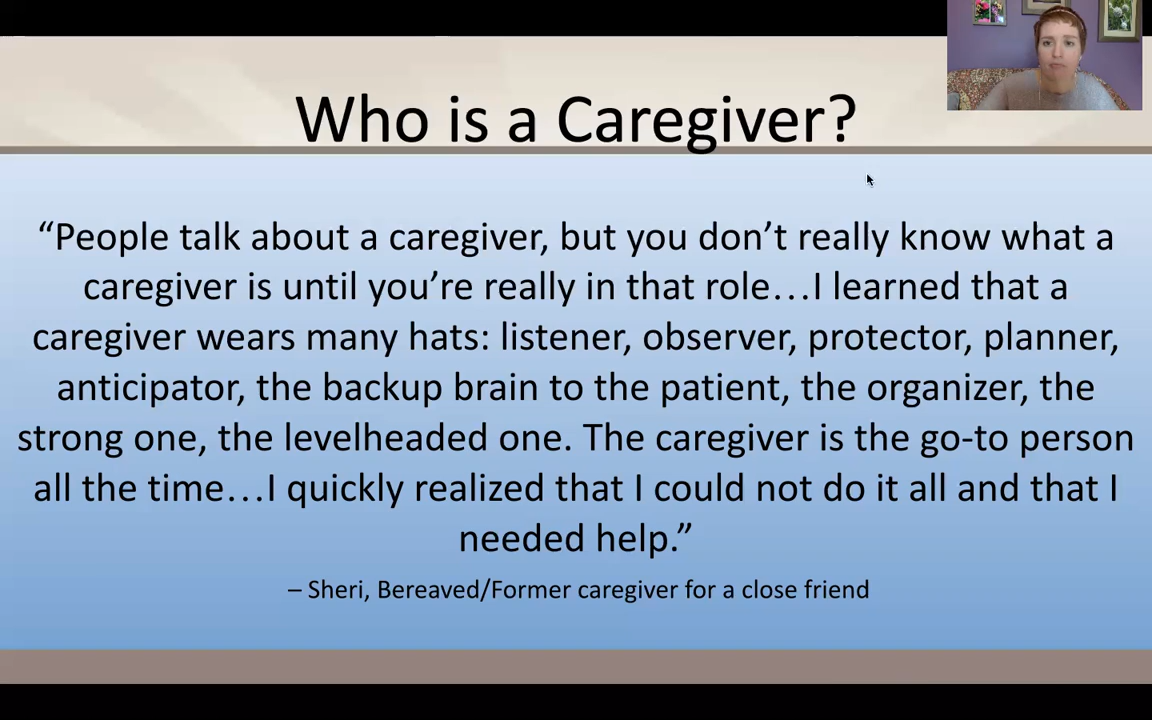 Who is a Caregiver?
“People talk about a caregiver, but you don’t really know what a
caregiver is until you’re really in that role…I learned that a
caregiver wears many hats: listener, observer, protector, planner,
anticipator, the backup brain to the patient, the organizer, the
strong one, the levelheaded one. The caregiver is the go-to person
all the time…I quickly realized that I could not do it all and that I
needed help.”
– Sheri, Bereaved/Former caregiver for a close friend